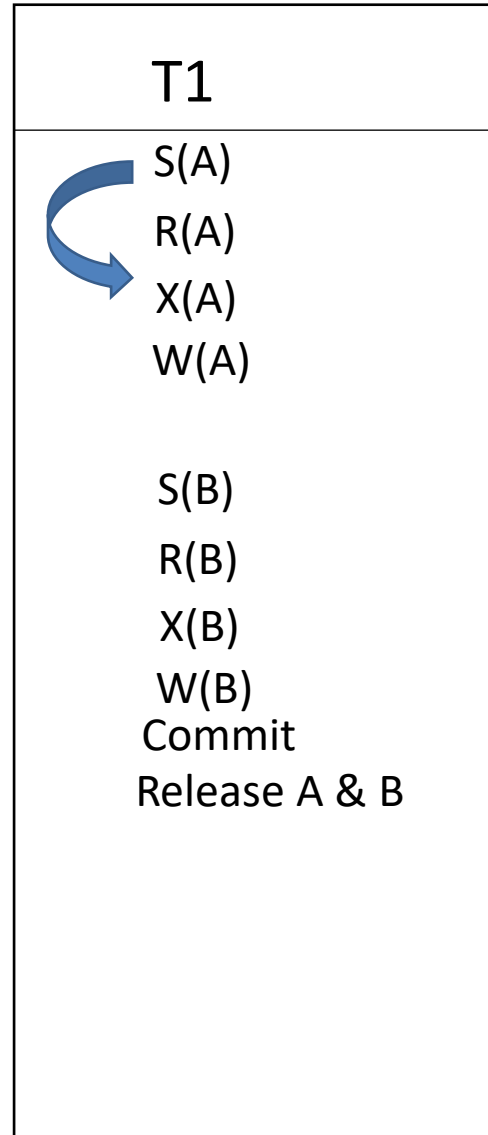 T1
S(A)
R(A)
X(A)
W(A)
S(B)
R(B)
X(B)
W(B)
Commit
Release A & B